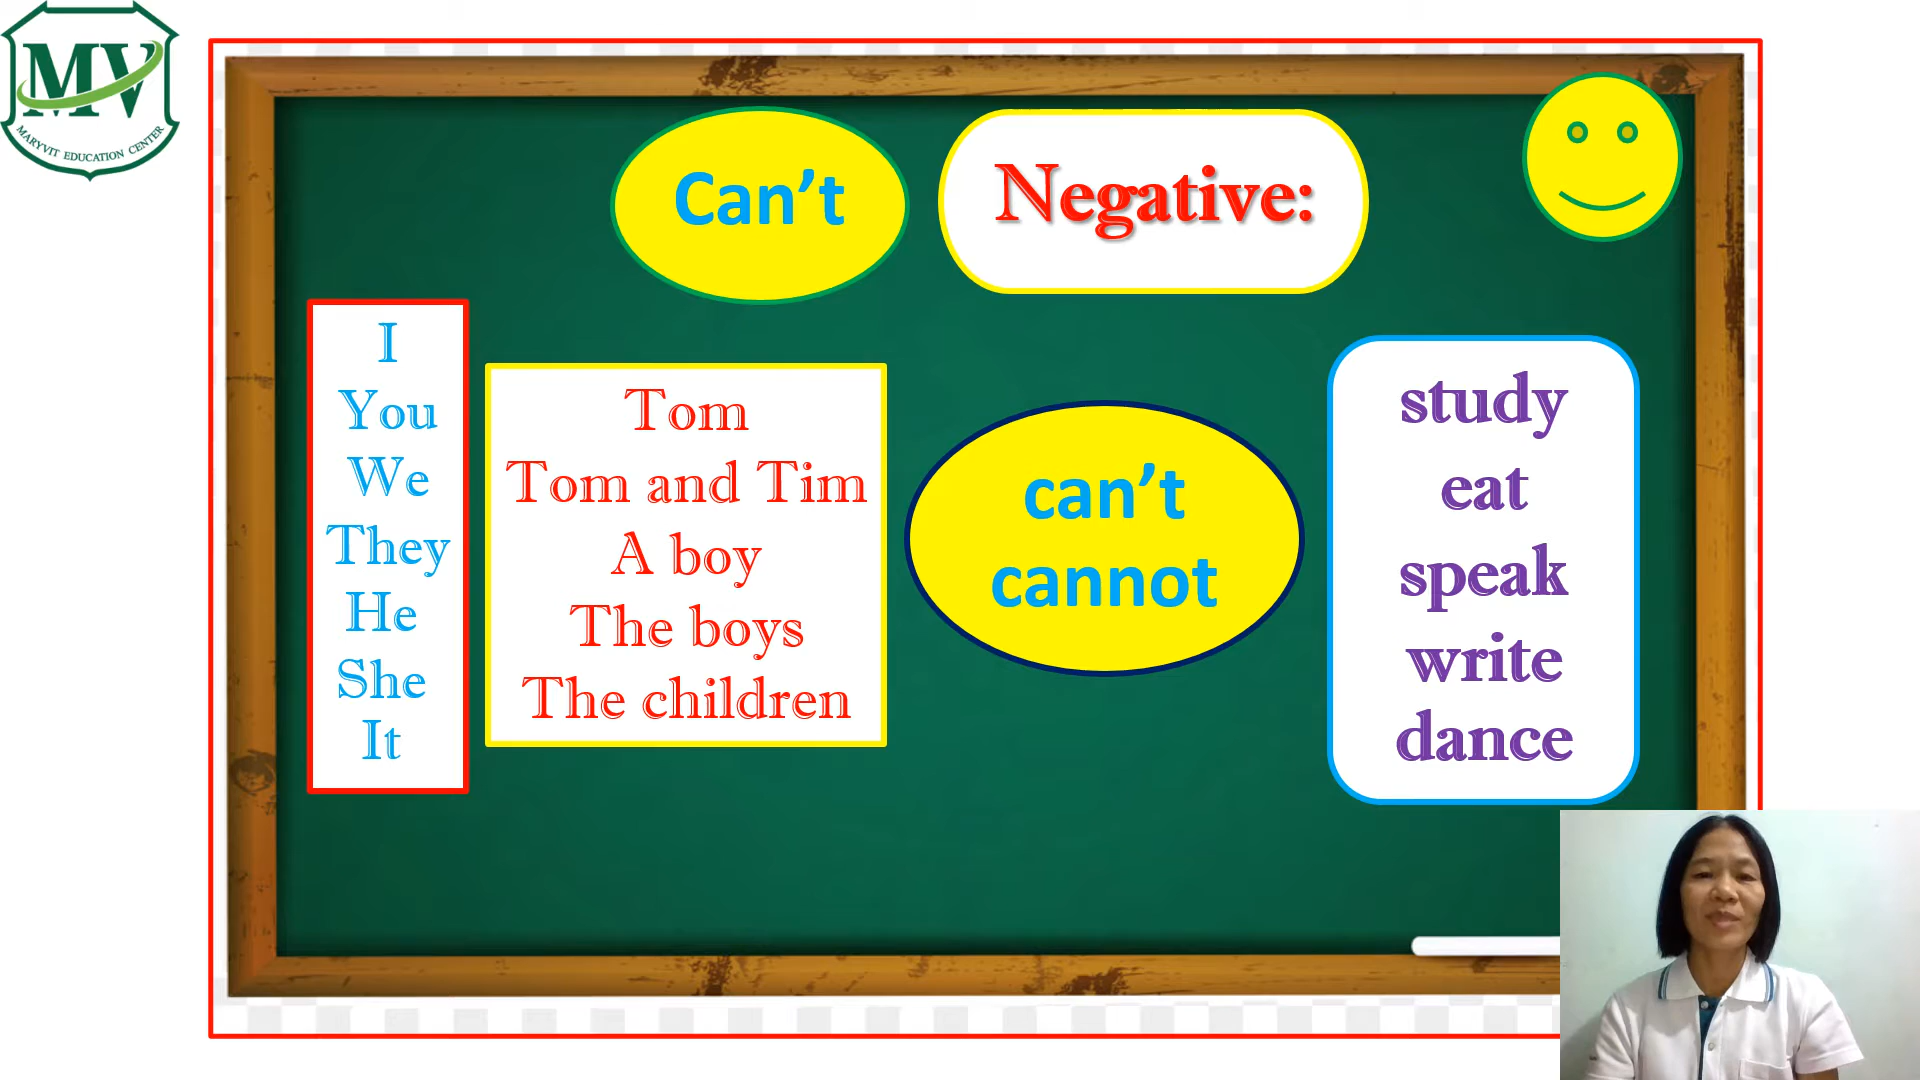 MV
MARYVIT EDUCATION CENTER
Can’t
Negative:
I
You
We
They
He
She
It
Tom
Tom and Tim
A boy
The boys
The children
can’t
cannot
study
eat
speak
write
dance